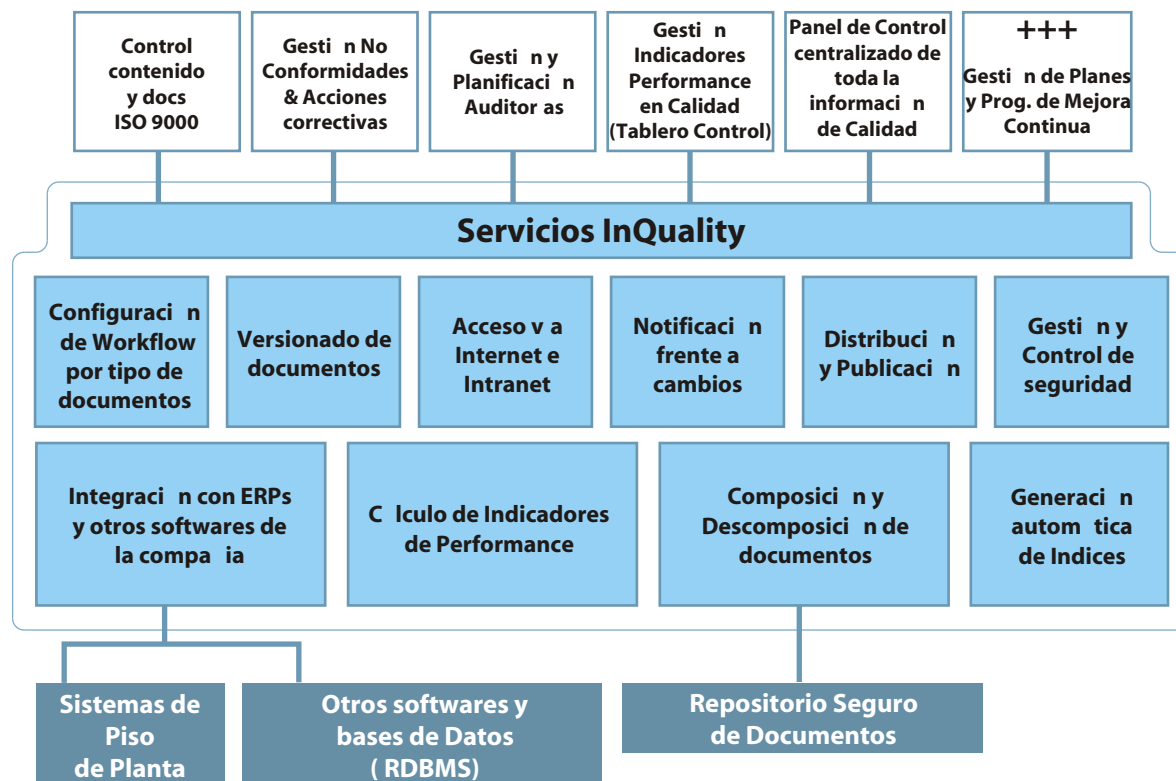 Control
contenido
y docs
ISO 9000
Gesti n No
Conformidades
& Acciones
correctivas
Gesti n y
Planificaci n
Auditor as
Gesti n
Indicadores
Performance
en Calidad
(Tablero Control)
Panel de Control
centralizado de
toda la
informaci n
de Calidad
+++
Gesti n de Planes
y Prog. de Mejora
Continua
Servicios InQuality
Configuraci n
de Workflow
por tipo de
documentos
Versionado de
documentos
Acceso v a
Internet e
Intranet
Notificaci n
frente a
cambios
Distribuci n
y Publicaci n
Gesti n y
Control de
seguridad
Integraci n con ERPs
y otros softwares de
la compa ia
C lculo de Indicadores
de Performance
Composici n y
Descomposici n de
documentos
Generaci n
autom tica
de Indices
Sistemas de
Piso
de Planta
Otros softwares y
bases de Datos
( RDBMS)
Repositorio Seguro
de Documentos